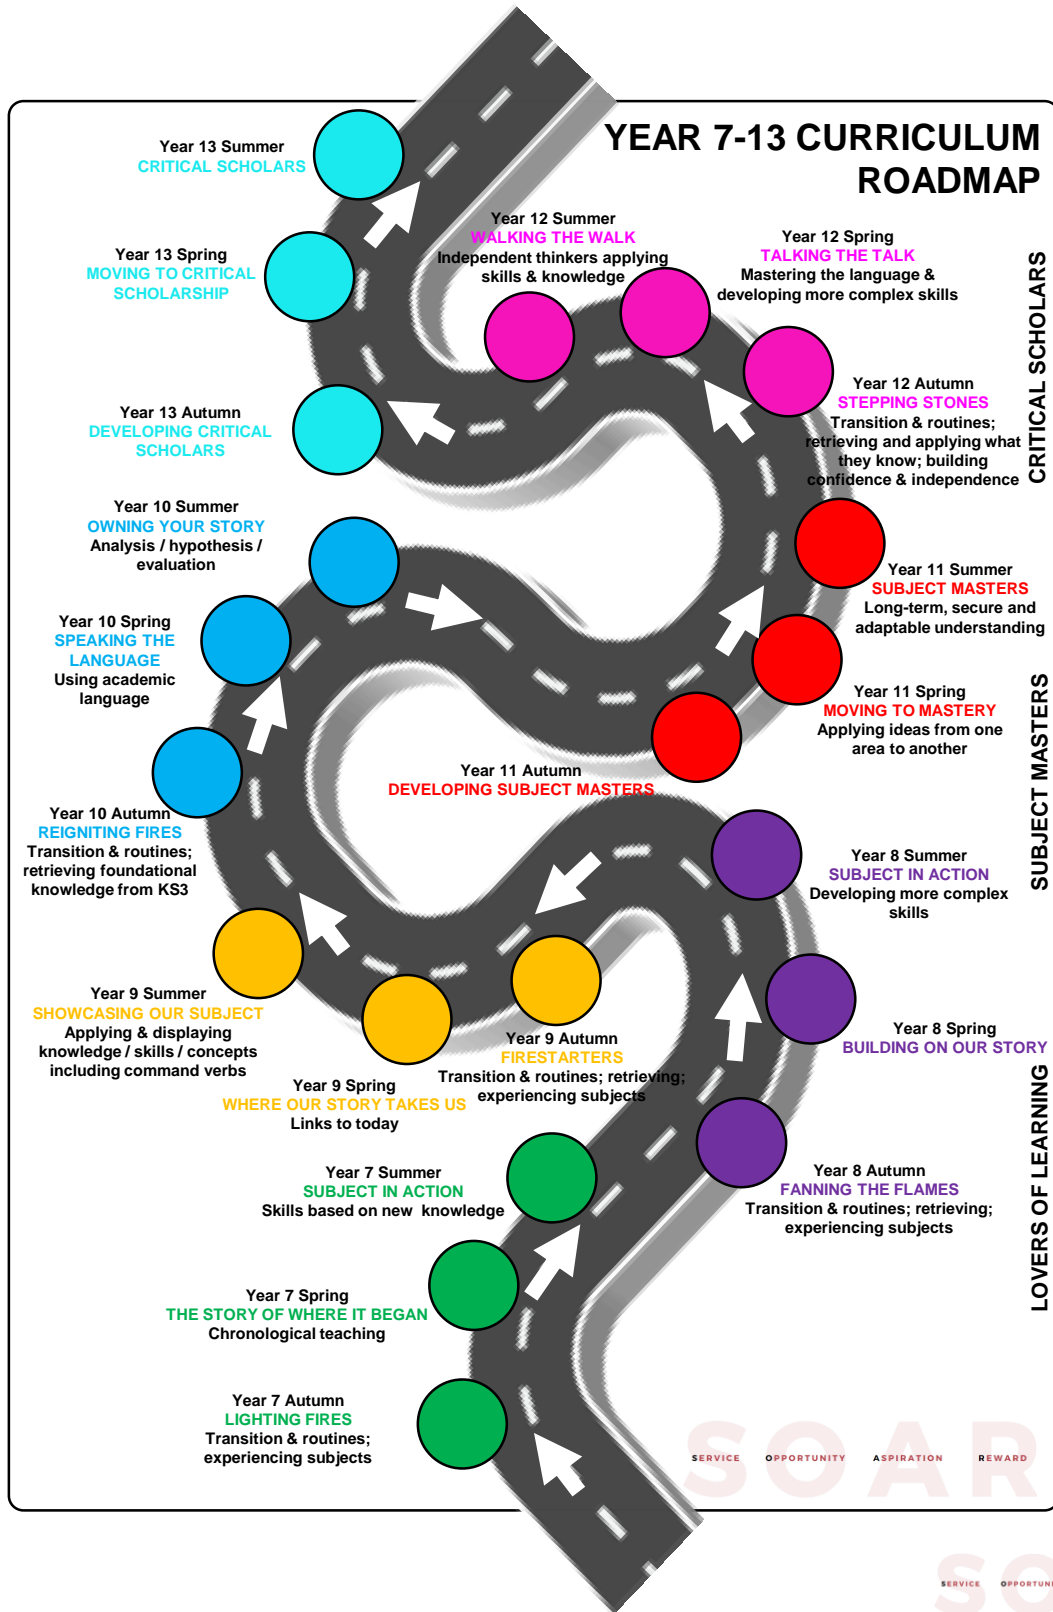 YEAR 7-13 CURRICULUM
ROADMAP
Year 13 Summer
CRITICAL SCHOLARS
Year 13 Spring
MOVING TO CRITICAL
SCHOLARSHIP
Year 13 Autumn
DEVELOPING CRITICAL
SCHOLARS
Year 12 Summer
WALKING THE WALK
Independent thinkers applying
skills & knowledge
Year 12 Spring
TALKING THE TALK
Mastering the language &
developing more complex skills
Year 12 Autumn
STEPPING STONES
Transition & routines;
retrieving and applying what
they know; building
confidence & independence
CRITICAL SCHOLARS
Year 10 Summer
OWNING YOUR STORY
Analysis / hypothesis /
evaluation
Year 10 Spring
SPEAKING THE
LANGUAGE
Using academic
language
Year 10 Autumn
REIGNITING FIRES
Transition & routines;
retrieving foundational
knowledge from KS3
Year 11 Summer
SUBJECT MASTERS
Long-term, secure and
adaptable understanding
Year 11 Spring
MOVING TO MASTERY
Applying ideas from one
area to another
Year 11 Autumn
DEVELOPING SUBJECT MASTERS
SUBJECT MASTERS
Year 8 Summer
SUBJECT IN ACTION
Developing more complex
skills
Year 8 Spring
BUILDING ON OUR STORY
Year 8 Autumn
FANNING THE FLAMES
Transition & routines; retrieving;
experiencing subjects
Year 9 Summer
SHOWCASING OUR SUBJECT
Applying & displaying
knowledge / skills / concepts
including command verbs
Year 9 Spring
WHERE OUR STORY TAKES US
Links to today
Year 9 Autumn
FIRESTARTERS
Transition & routines; retrieving;
experiencing subjects
LOVERS OF LEARNING
Year 7 Summer
SUBJECT IN ACTION
Skills based on new knowledge
Year 7 Spring
THE STORY OF WHERE IT BEGAN
Chronological teaching
Year 7 Autumn
LIGHTING FIRES
Transition & routines;
experiencing subjects
SOAR
SERVICE OPPORTUNITY ASPIRATION REWARD
SO
SERVICE OPPORTUN